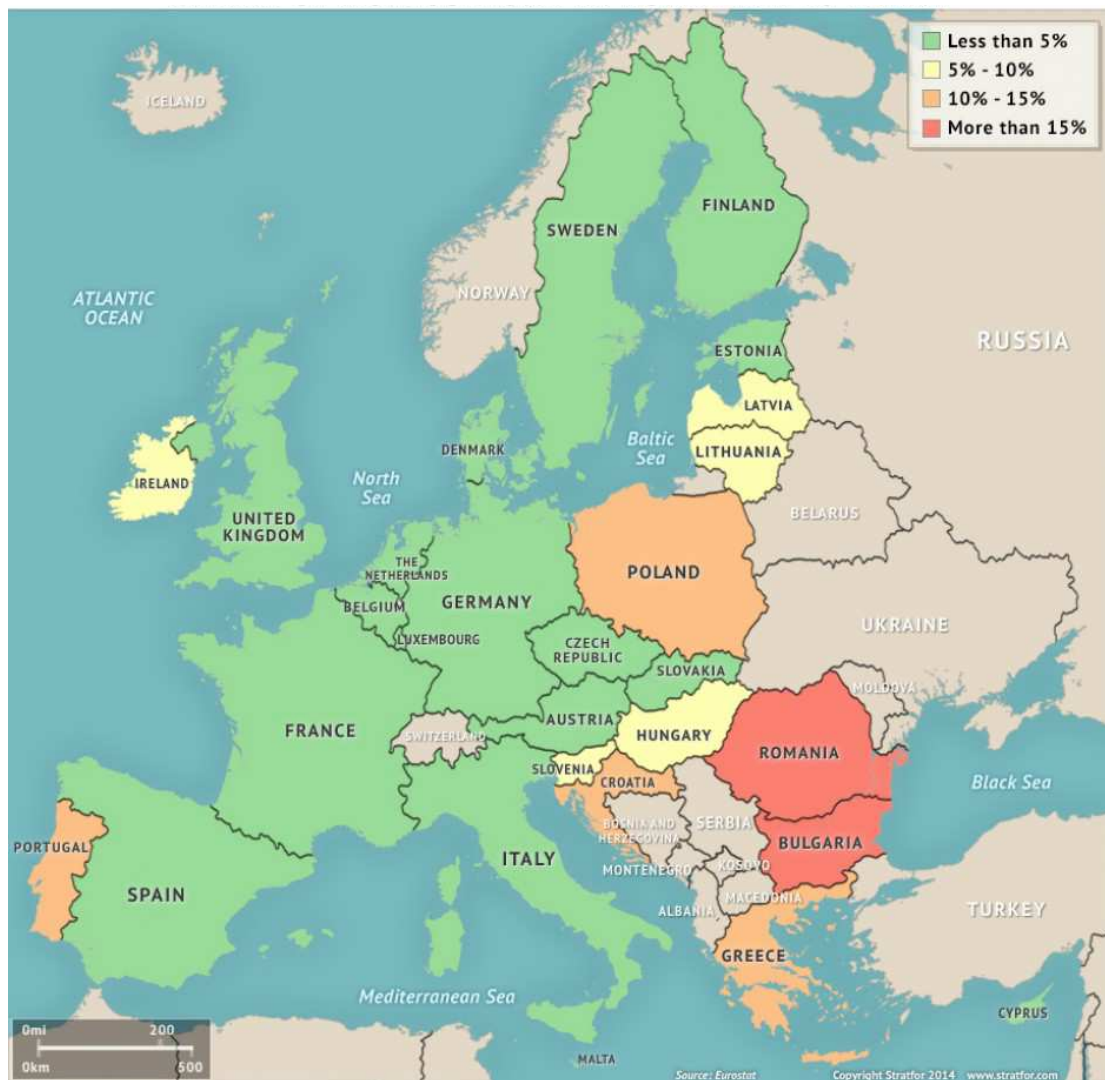 Less than 5%
5% - 10%
10% - 15%
More than 15%
ICELAND
FINLAND
SWEDEN
NORWAY
ATLANTIC
OCEAN
RUSSIA
ESTONIA
LATVIA
Baltic
Sea
LITHUANIA
DENMARK
North
Sea
IRELAND
UNITED
KINGDOM
BELARUS
THE
NETHERLANDS
POLAND
BELGIUM
GERMANY
LUXEMBOURG
UKRAINE
CZECH
REPUBLIC
SLOVAKIA
MOLDOVA
AUSTRIA
FRANCE
SWITZERLAND
HUNGARY
ROMANIA
SLOVENIA
CROATIA
Black Sea
BOSNIA AND
HERZEGOVINA
SERBIA
PORTUGAL
ITALY
BULGARIA
MONTENEGRO
KOSOVO
SPAIN
MACEDONIA
ALBANIA
TURKEY
GREECE
Mediterranean Sea
CYPRUS
0mi 200
0km 500
MALTA
Source: Eurostat
Copyright Stratfor 2014 www.stratfor.com